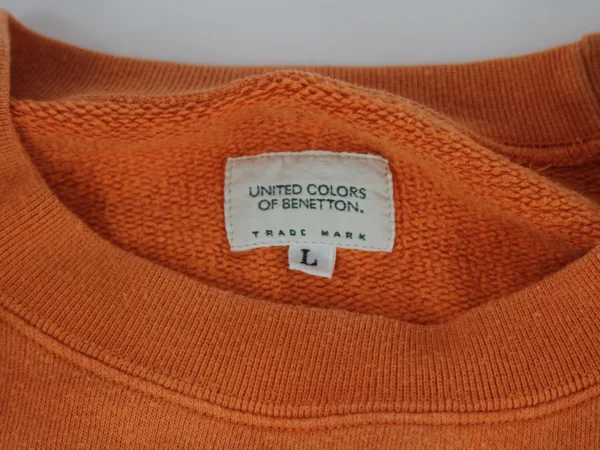 UNITED COLORS
OF BENETTON.
TRADE MARK
L